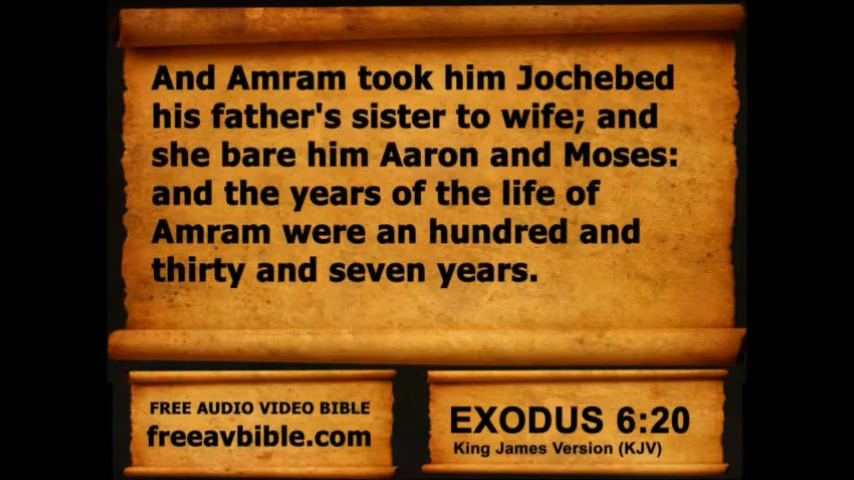 And Amram took him Jochebed
his father's sister to wife; and
she bare him Aaron and Moses:
and the years of the life of
Amram were an hundred and
thirty and seven years.
FREE AUDIO VIDEO BIBLE
freeavbible.com
EXODUS 6:20
King James Version (KJV)